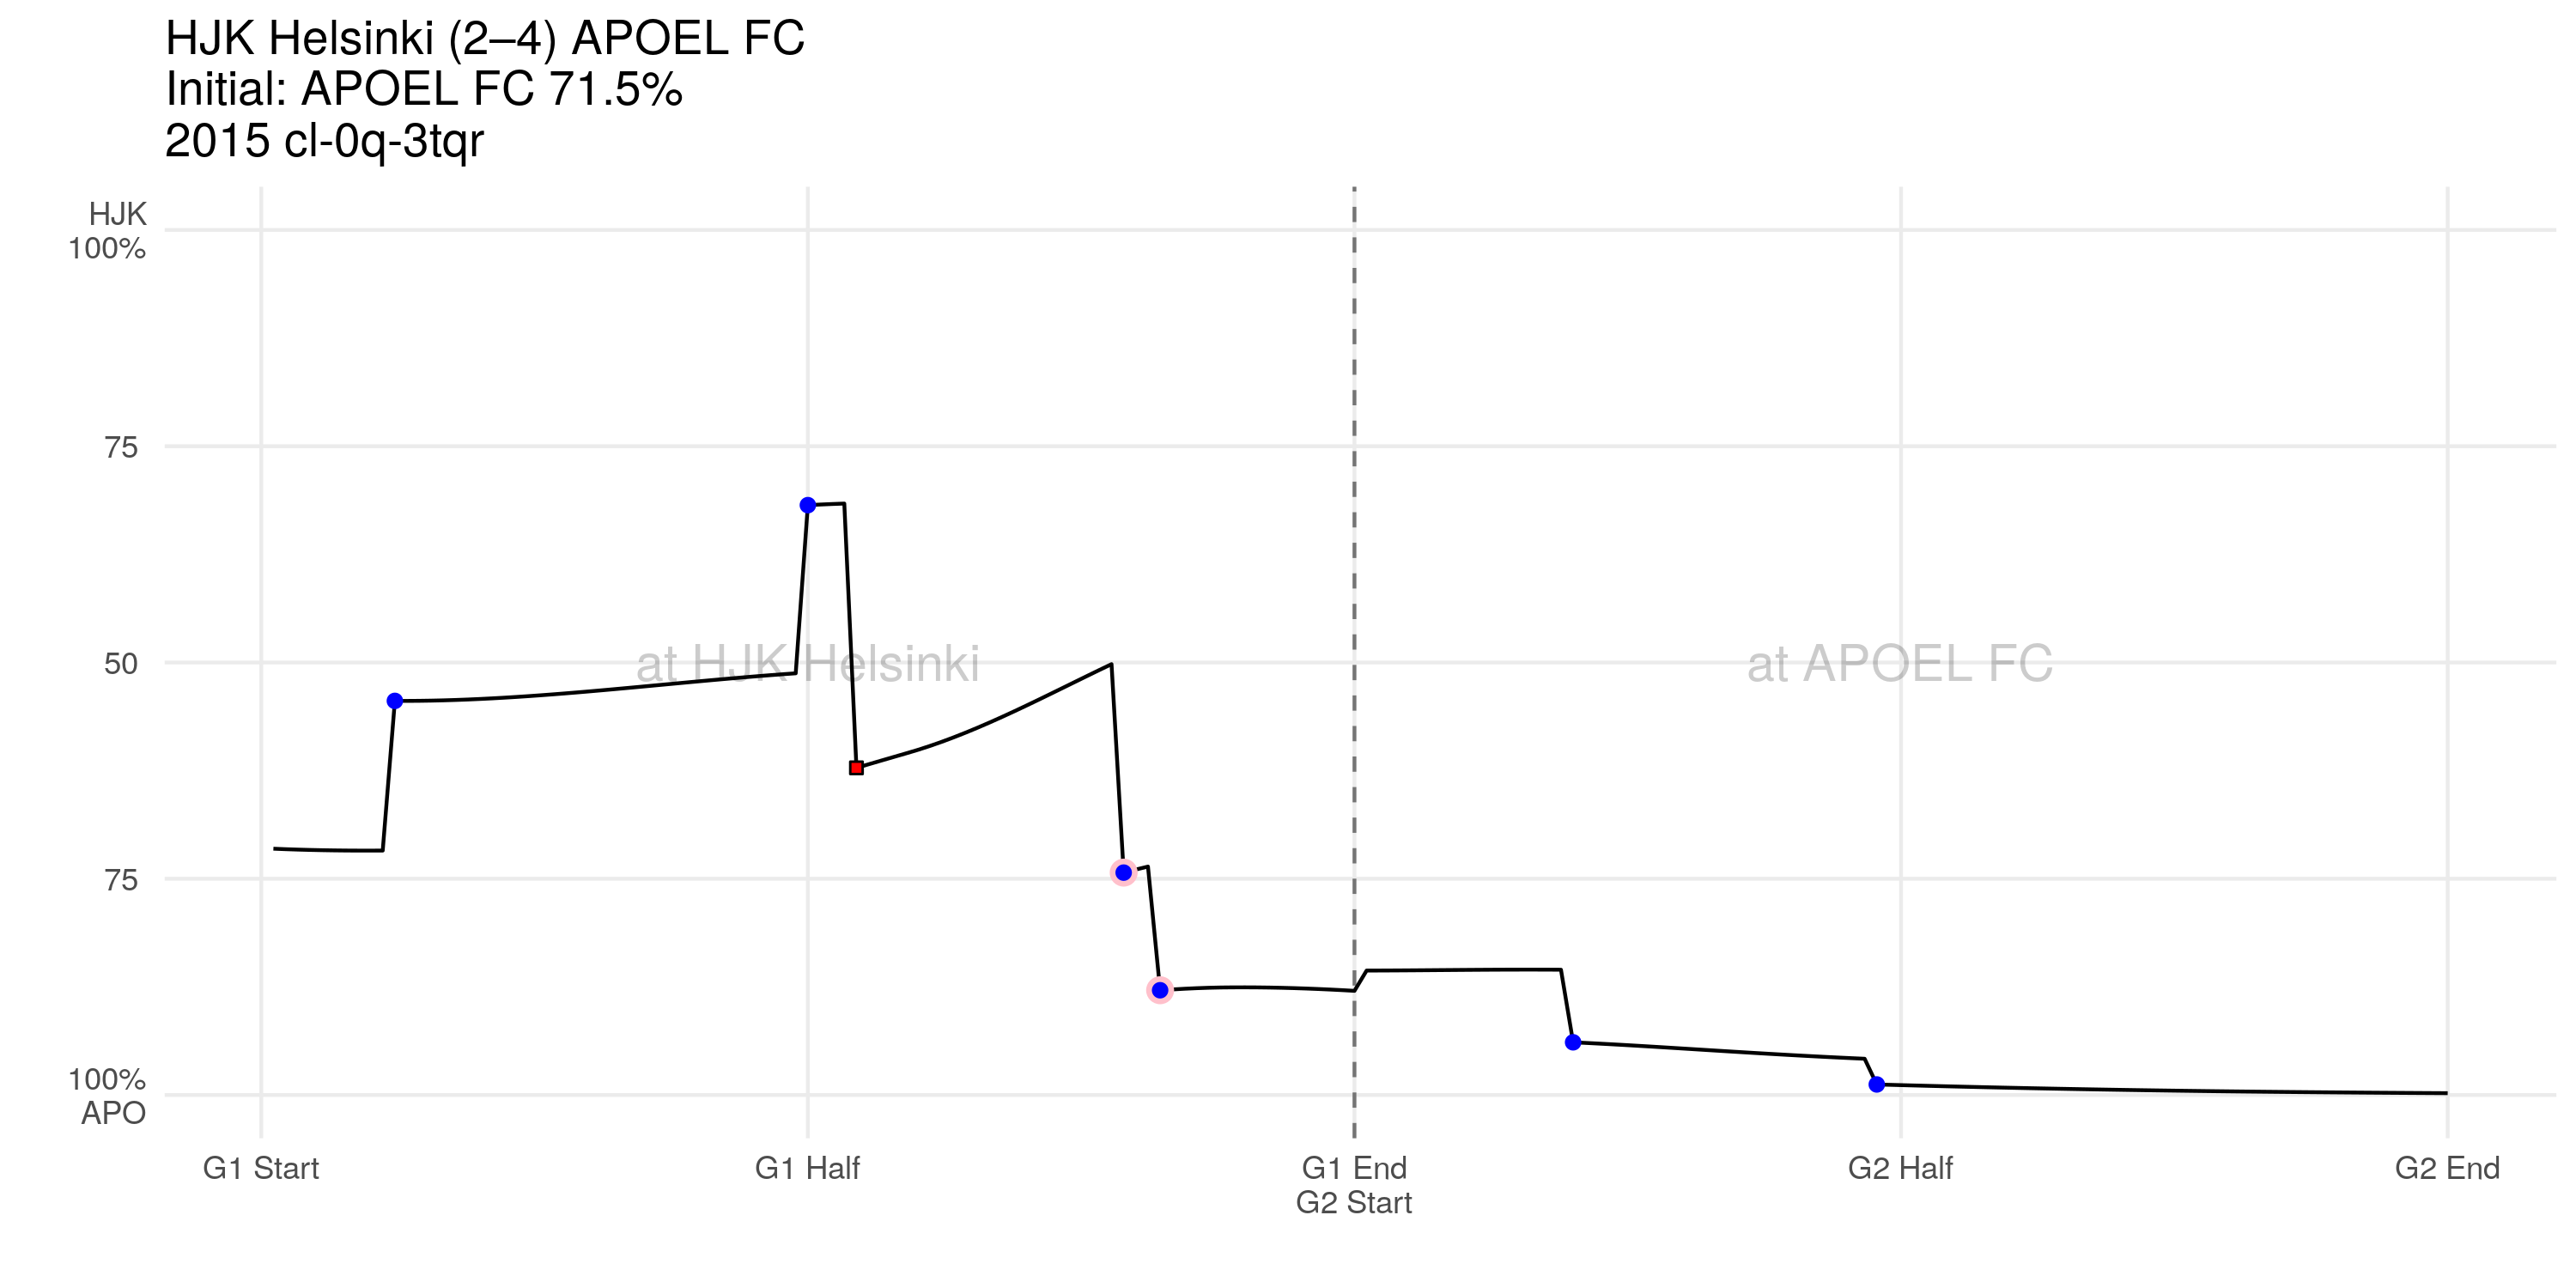 HJK Helsinki (2–4) APOEL FC
Initial: APOEL FC 71.5%
2015 cl-0q-3tqr
HJK
100%
75
50
75
100%
APO
at HJK Helsinki
at APOEL FC
G1 Start
G1 Half
G1 End
G2 Start
G2 Half
G2 End